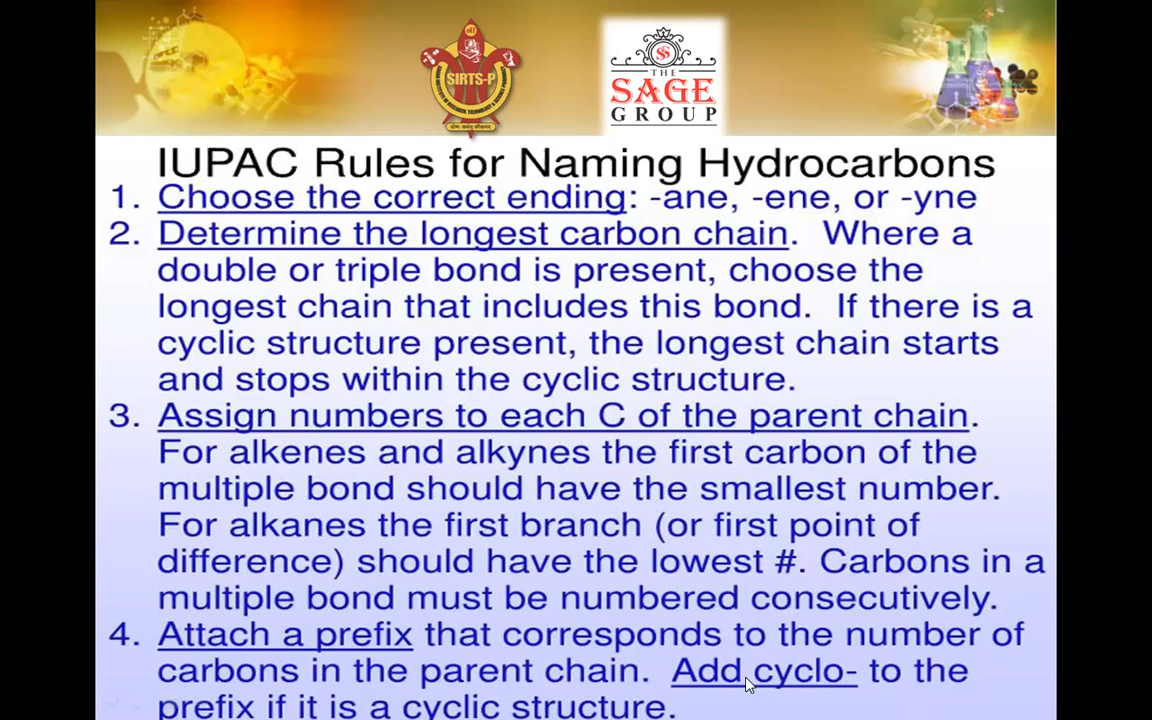 SIRTS-P
THE
SAGE
GROUP
IUPAC Rules for Naming Hydrocarbons
1. Choose the correct ending: -ane, -ene, or -yne
2. Determine the longest carbon chain. Where a
double or triple bond is present, choose the
longest chain that includes this bond. If there is a
cyclic structure present, the longest chain starts
and stops within the cyclic structure.
3. Assign numbers to each C of the parent chain.
For alkenes and alkynes the first carbon of the
multiple bond should have the smallest number.
For alkanes the first branch (or first point of
difference) should have the lowest #. Carbons in a
multiple bond must be numbered consecutively.
4. Attach a prefix that corresponds to the number of
carbons in the parent chain. Add cyclo- to the
prefix if it is a cyclic structure.